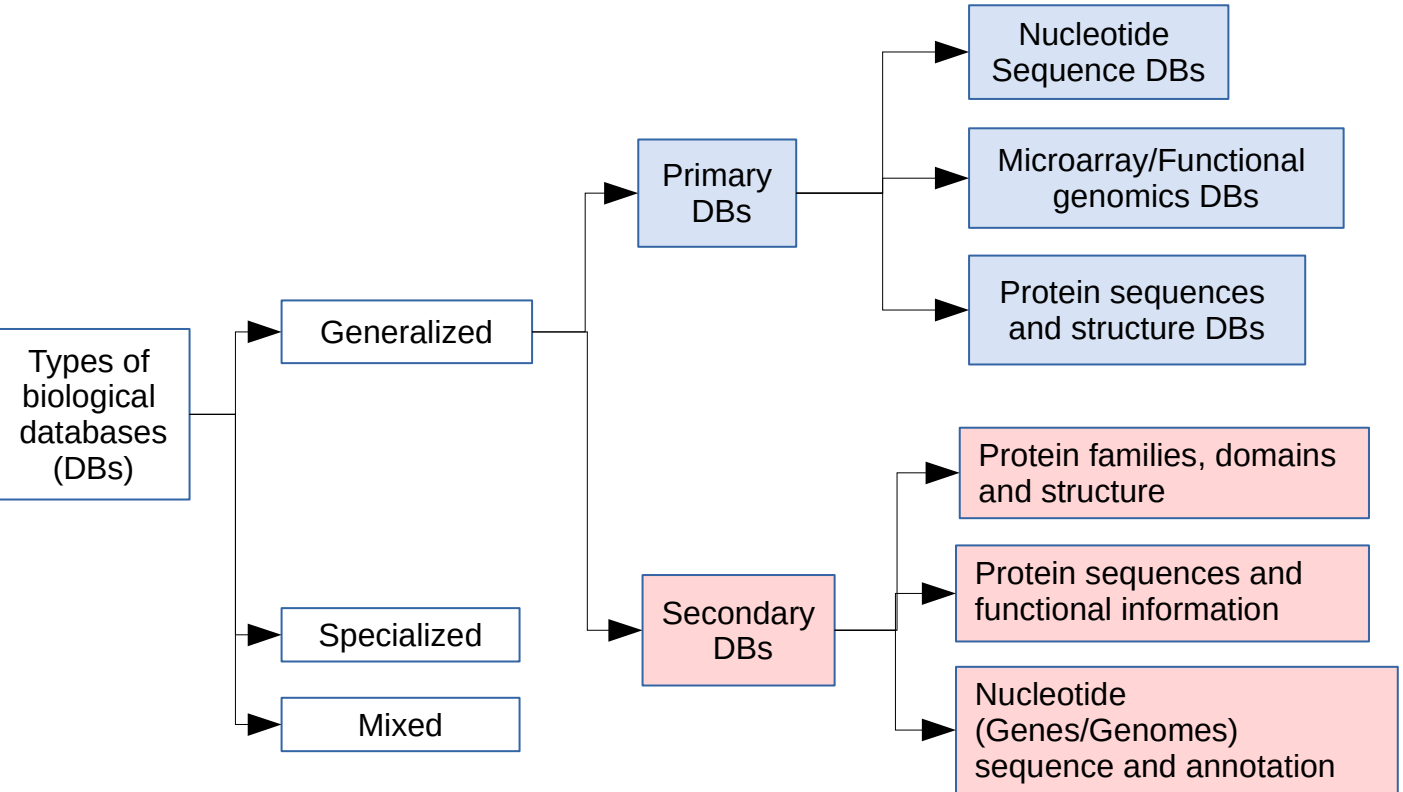 Types of
biological
databases
(DBs)
Generalized
Specialized
Mixed
Primary
DBs
Secondary
DBs
Nucleotide
Sequence DBs
Microarray/Functional
genomics DBs
Protein sequences
and structure DBs
Protein families, domains
and structure
Protein sequences and
functional information
Nucleotide
(Genes/Genomes)
sequence and annotation